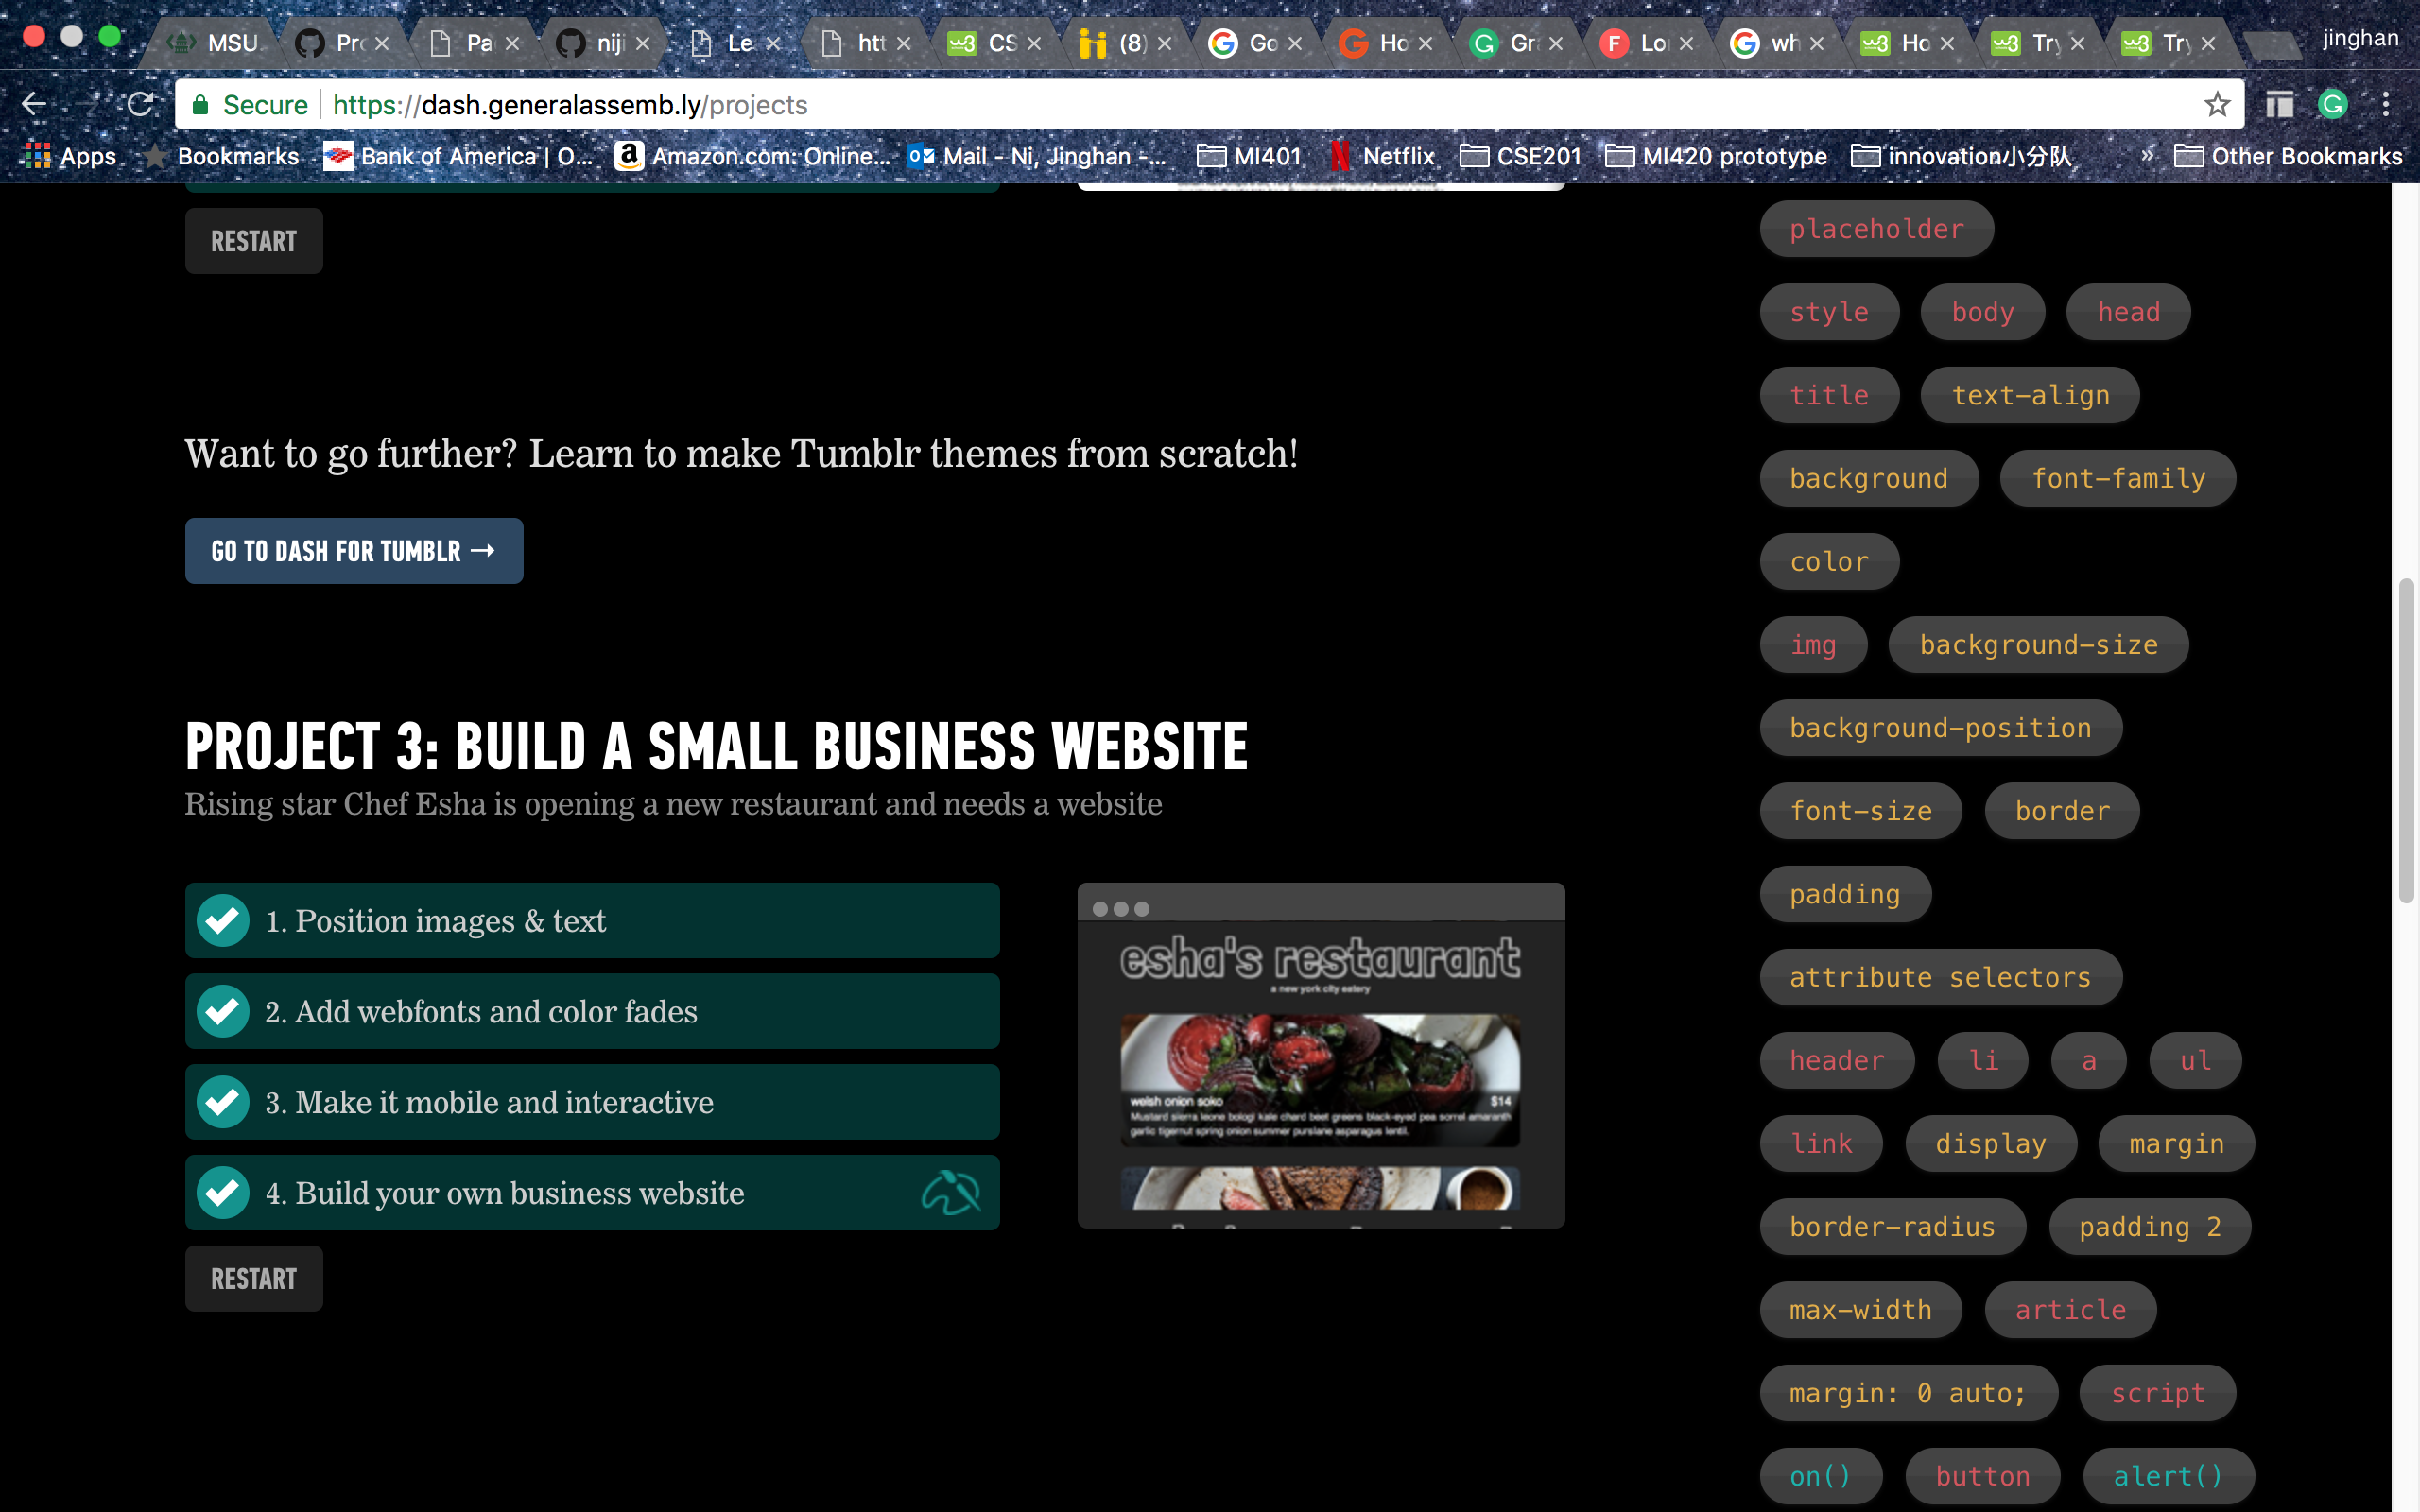 MSU
Pr
Pa
nij
Le
htt
CS
(8)
Go
Ho
Gr
Lo
wh
Ho
Try
Try
jinghan
Secure https://dash.generalassemb.ly/projects
Apps Bookmarks Bank of America | O... Amazon.com: Online... Mail - Ni, Jinghan -... MI401 Netflix CSE201 MI420 prototype innovation小分队 » Other Bookmarks
RESTART
Want to go further? Learn to make Tumblr themes from scratch!
GO TO DASH FOR TUMBLR →
PROJECT 3: BUILD A SMALL BUSINESS WEBSITE
Rising star Chef Esha is opening a new restaurant and needs a website
1. Position images & text
2. Add webfonts and color fades
3. Make it mobile and interactive
4. Build your own business website
RESTART
esha's restaurant
a new york city eatery
welsh onion soko $14
Mustard sierra leone bologi kale chard beet greens black-eyed pea sorrel amaranth
garlic tigernut spring onion summer purslane asparagus lentil.
placeholder
style body head
title text-align
background font-family
color
img background-size
background-position
font-size border
padding
attribute selectors
header li a ul
link display margin
border-radius padding 2
max-width article
margin: 0 auto; script
on() button alert()